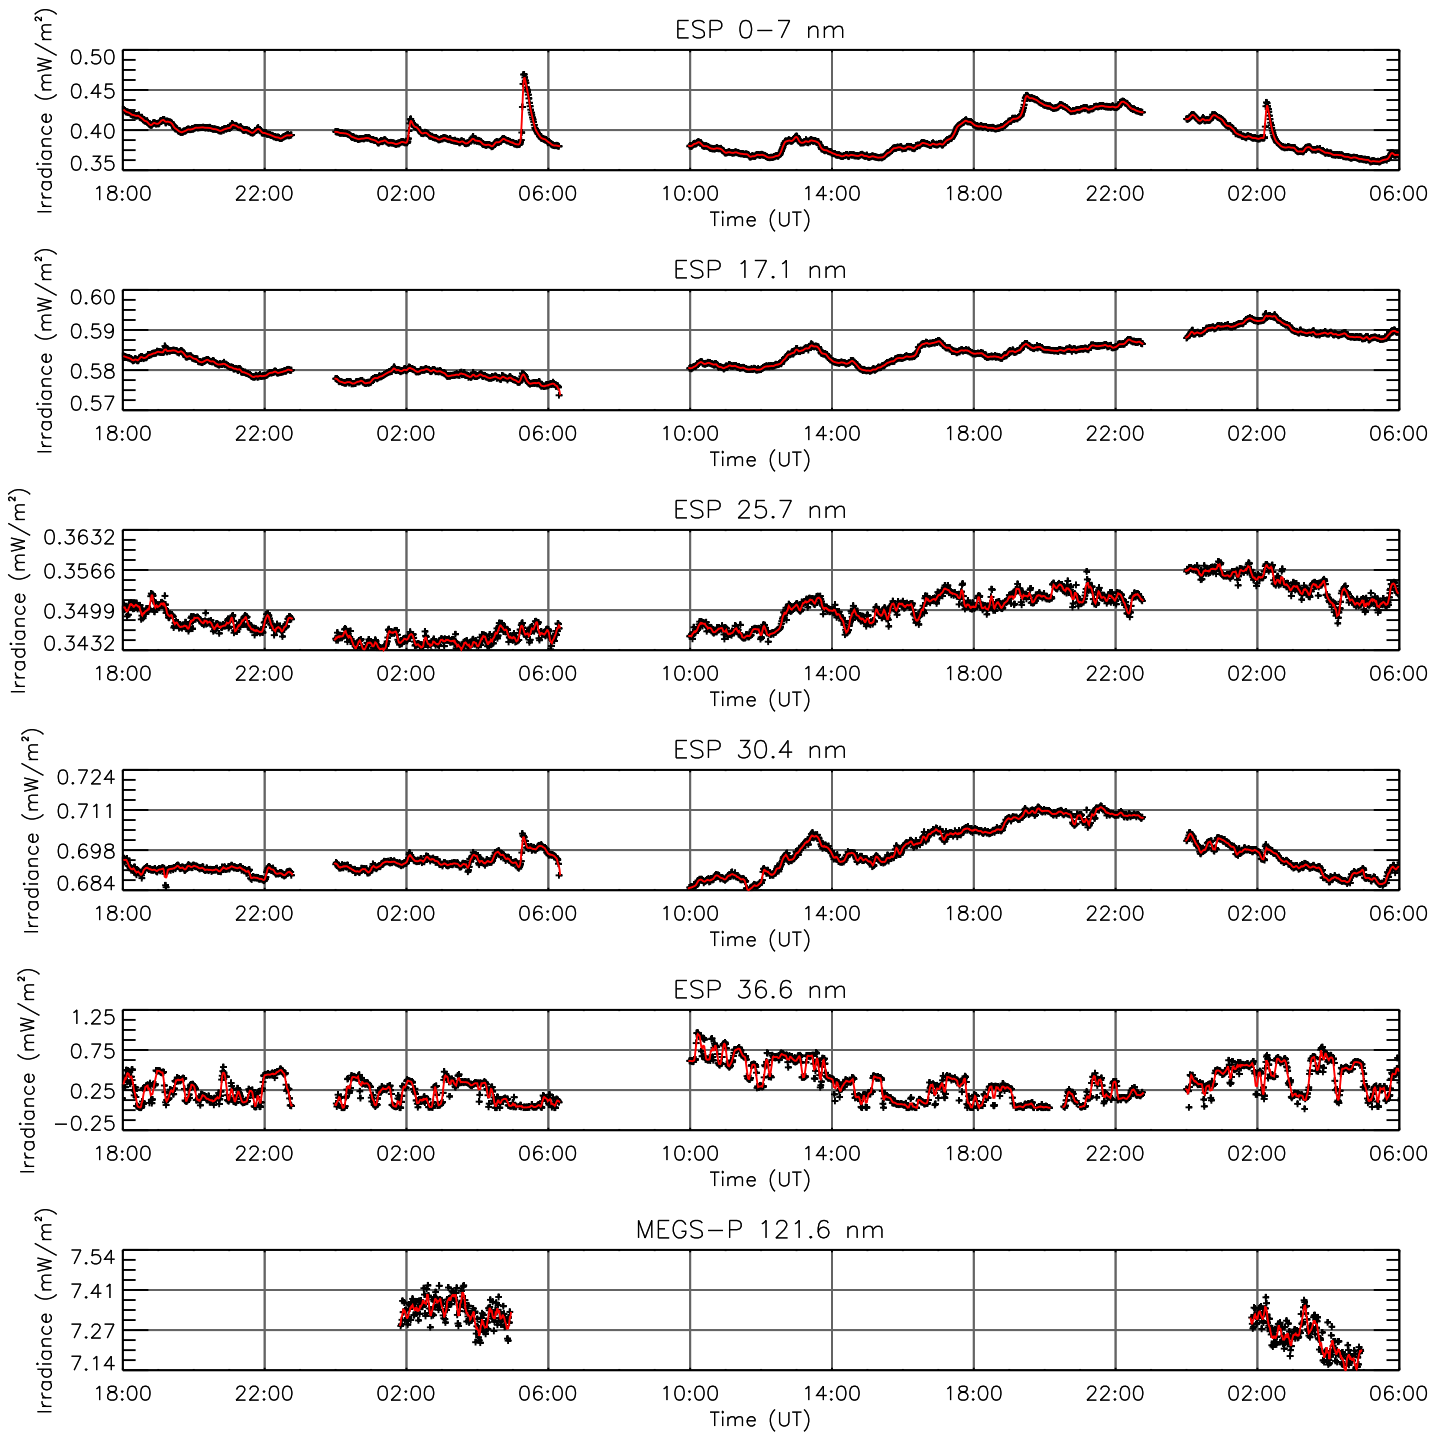 ESP 0-7 nm
Irradiance (mW/m²)
0.50
0.45
0.40
0.35
18:00 22:00 02:00 06:00 10:00 14:00 18:00 22:00 02:00 06:00
Time (UT)
ESP 17.1 nm
Irradiance (mW/m²)
0.60
0.59
0.58
0.57
18:00 22:00 02:00 06:00 10:00 14:00 18:00 22:00 02:00 06:00
Time (UT)
ESP 25.7 nm
Irradiance (mW/m²)
0.3632
0.3566
0.3499
0.3432
18:00 22:00 02:00 06:00 10:00 14:00 18:00 22:00 02:00 06:00
Time (UT)
ESP 30.4 nm
Irradiance (mW/m²)
0.724
0.711
0.698
0.684
18:00 22:00 02:00 06:00 10:00 14:00 18:00 22:00 02:00 06:00
Time (UT)
ESP 36.6 nm
Irradiance (mW/m²)
1.25
0.75
0.25
-0.25
18:00 22:00 02:00 06:00 10:00 14:00 18:00 22:00 02:00 06:00
Time (UT)
MEGS-P 121.6 nm
Irradiance (mW/m²)
7.54
7.41
7.27
7.14
18:00 22:00 02:00 06:00 10:00 14:00 18:00 22:00 02:00 06:00
Time (UT)